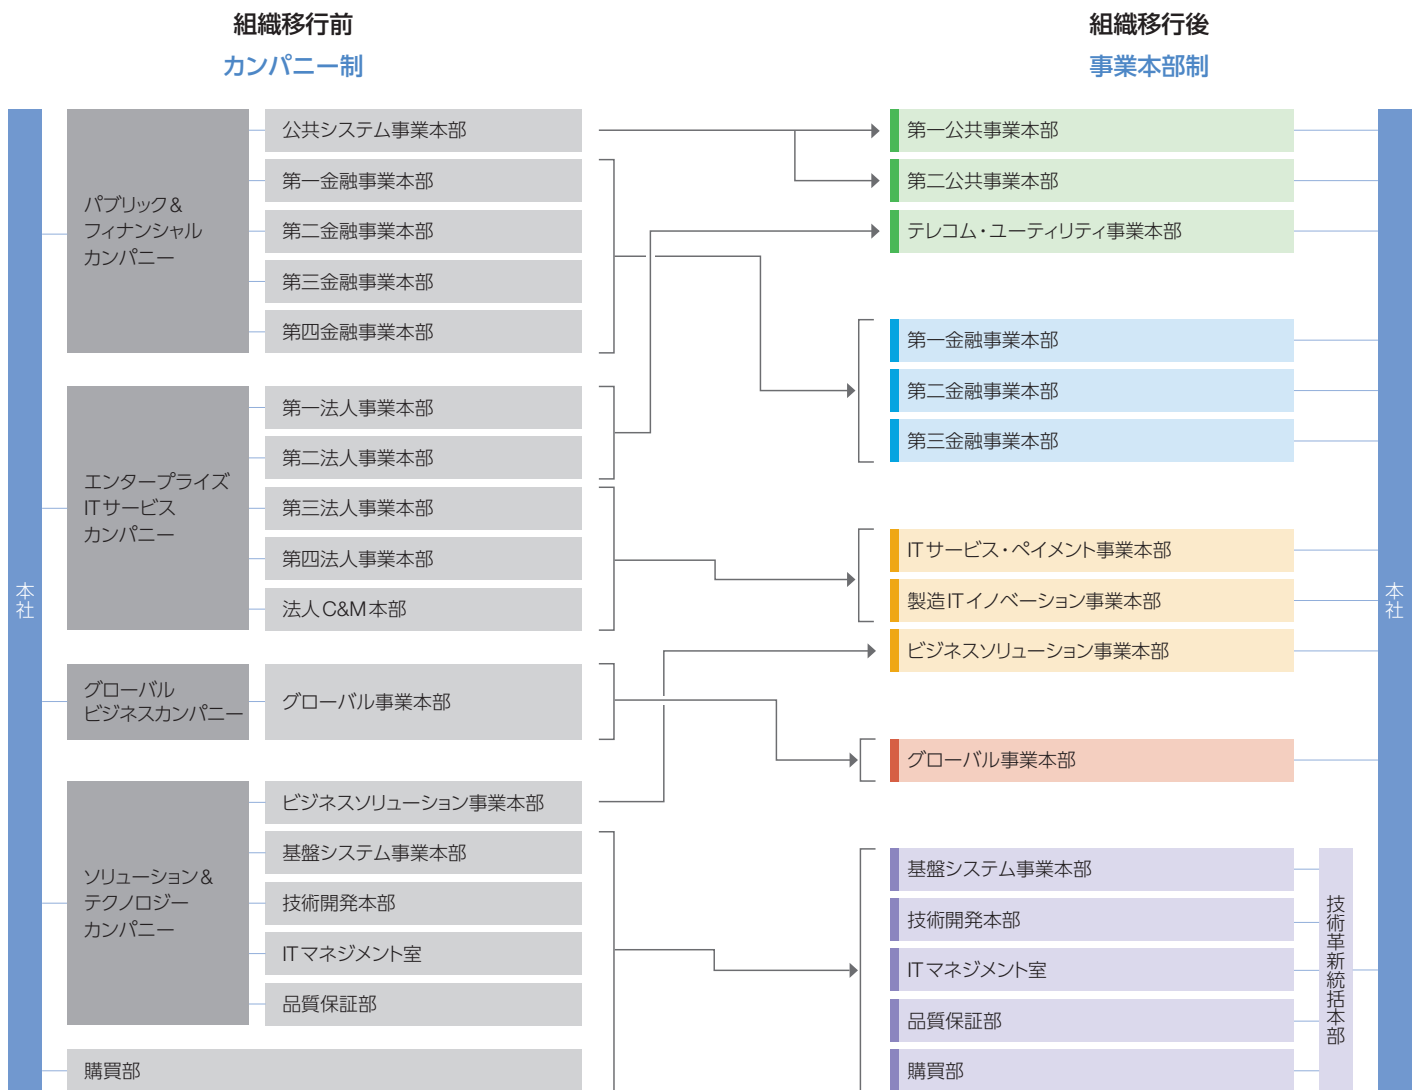 組織移行前
カンパニー制
組織移行後
事業本部制
本社
パブリック&
フィナンシャル
カンパニー
公共システム事業本部
第一金融事業本部
第二金融事業本部
第三金融事業本部
第四金融事業本部
エンタープライズ
ITサービス
カンパニー
第一法人事業本部
第二法人事業本部
第三法人事業本部
第四法人事業本部
法人C&M本部
グローバル
ビジネスカンパニー
グローバル事業本部
ソリューション&
テクノロジー
カンパニー
ビジネスソリューション事業本部
基盤システム事業本部
技術開発本部
ITマネジメント室
品質保証部
購買部
第一公共事業本部
第二公共事業本部
テレコム・ユーティリティ事業本部
第一金融事業本部
第二金融事業本部
第三金融事業本部
ITサービス・ペイメント事業本部
製造ITイノベーション事業本部
ビジネスソリューション事業本部
グローバル事業本部
基盤システム事業本部
技術開発本部
ITマネジメント室
品質保証部
購買部
技術革新統括本部
本社